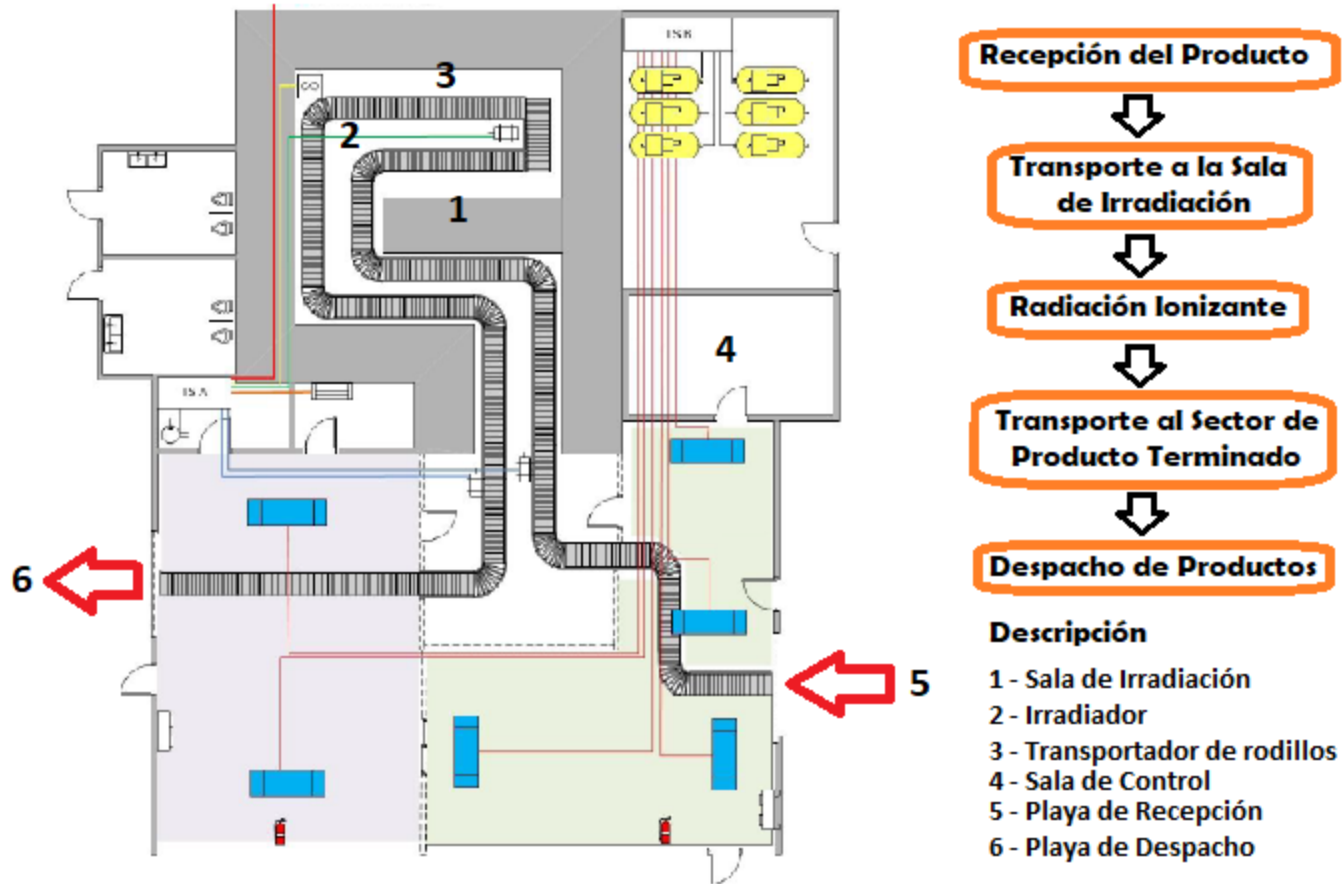 ISB
3
2
1
4
ISA
6
5
Recepción del Producto
Transporte a la Sala
de Irradiación
Radiación Ionizante
Transporte al Sector de
Producto Terminado
Despacho de Productos
Descripción
1 - Sala de Irradiación
2 - Irradiador
3 - Transportador de rodillos
4 - Sala de Control
5 - Playa de Recepción
6 - Playa de Despacho